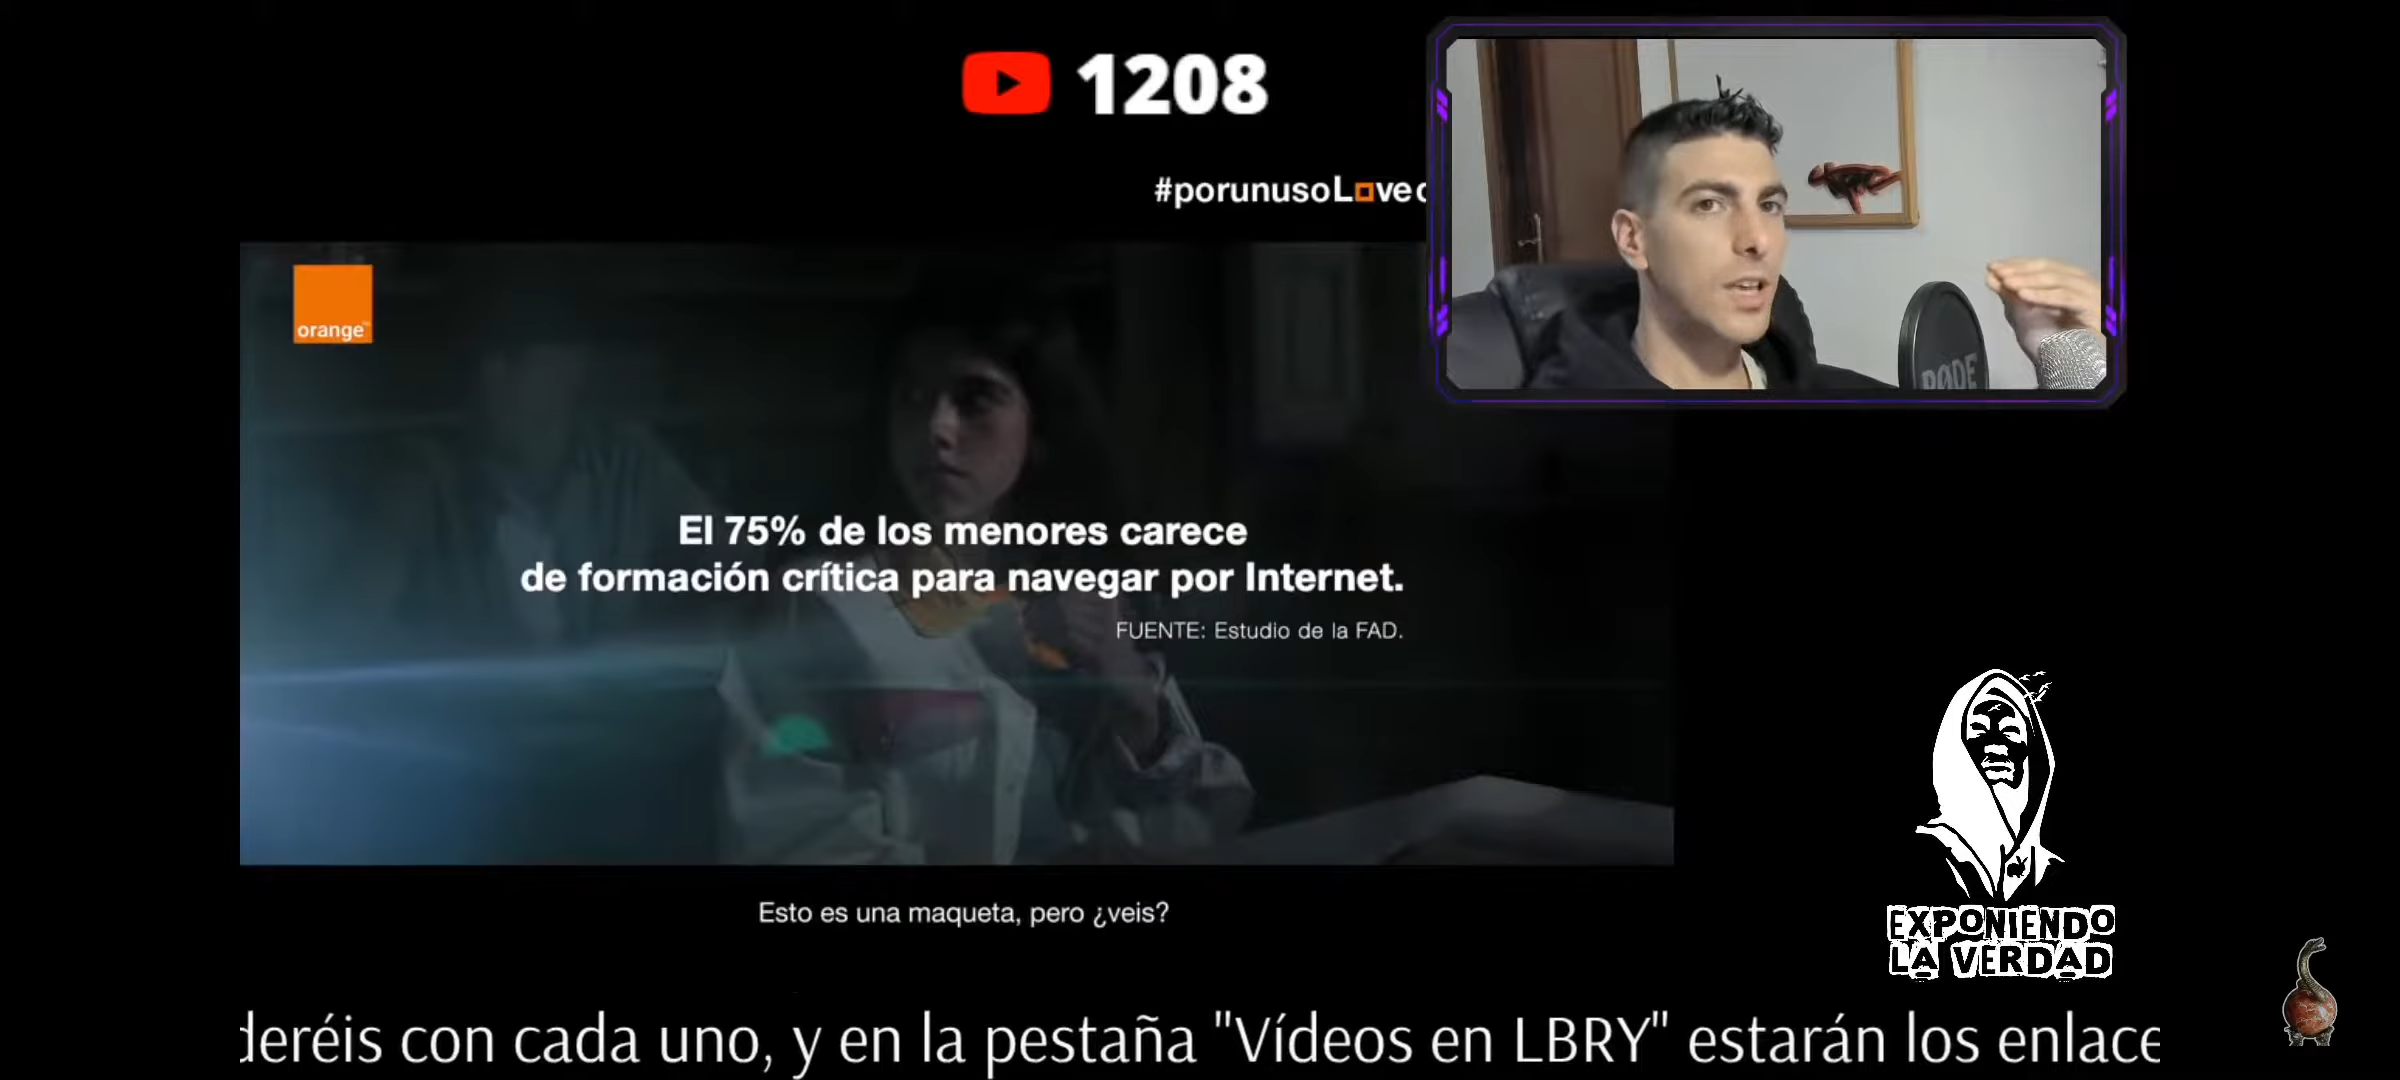 1208
#porunusoLove
orange
El 75% de los menores carece
de formación crítica para navegar por Internet.
FUENTE: Estudio de la FAD.
RØDE
Esto es una maqueta, pero ¿veis?
EXPONIENDO
LA VERDAD
deréis con cada uno, y en la pestaña "Vídeos en LBRY" estarán los enlace